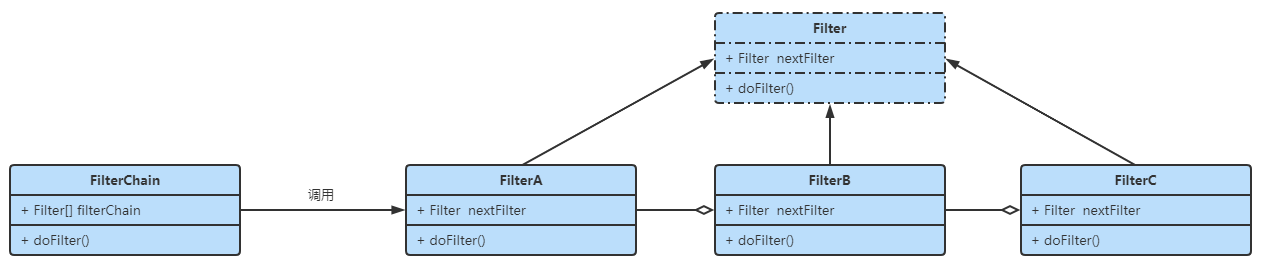 Filter
+ Filter nextFilter
+ doFilter()
FilterChain
+ Filter[] filterChain
+ doFilter()
调用
FilterA
+ Filter nextFilter
+ doFilter()
FilterB
+ Filter nextFilter
+ doFilter()
FilterC
+ Filter nextFilter
+ doFilter()